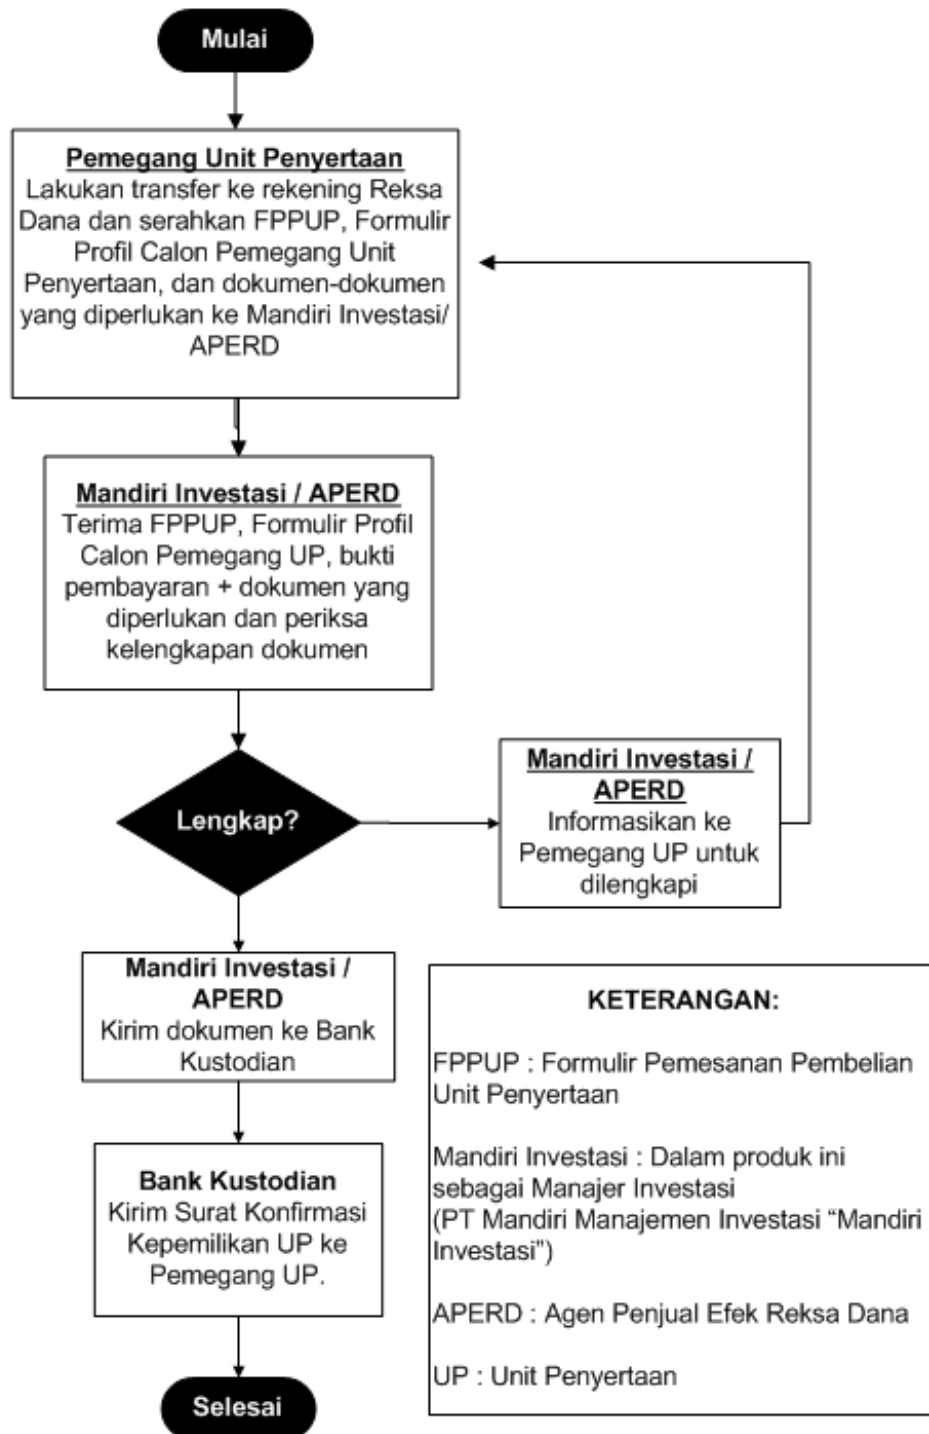 Mulai
Pemegang Unit Penyertaan
Lakukan transfer ke rekening Reksa
Dana dan serahkan FPPUP, Formulir
Profil Calon Pemegang Unit
Penyertaan, dan dokumen-dokumen
yang diperlukan ke Mandiri Investasi/
APERD
Mandiri Investasi / APERD
Terima FPPUP, Formulir Profil
Calon Pemegang UP, bukti
pembayaran + dokumen yang
diperlukan dan periksa
kelengkapan dokumen
Lengkap?
Mandiri Investasi /
APERD
Informasikan ke
Pemegang UP untuk
dilengkapi
Mandiri Investasi /
APERD
Kirim dokumen ke Bank
Kustodian
Bank Kustodian
Kirim Surat Konfirmasi
Kepemilikan UP ke
Pemegang UP.
Selesai
KETERANGAN:
FPPUP : Formulir Pemesanan Pembelian
Unit Penyertaan
Mandiri Investasi : Dalam produk ini
sebagai Manajer Investasi
(PT Mandiri Manajemen Investasi “Mandiri
Investasi”)
APERD : Agen Penjual Efek Reksa Dana
UP : Unit Penyertaan